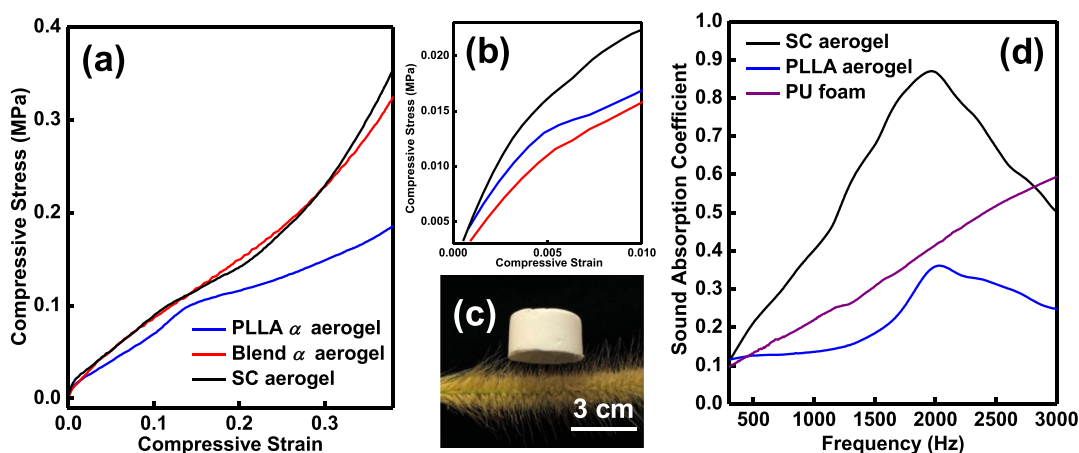 (a)
Compressive Stress (MPa)
0.4
0.3
0.2
0.1
0.0
0.0 0.1 0.2 0.3
Compressive Strain
PLLA α aerogel
Blend α aerogel
SC aerogel
(b)
Compressive Stress (MPa)
0.020
0.015
0.010
0.005
0.000 0.005 0.010
Compressive Strain
(c)
3 cm
(d)
SC aerogel
PLLA aerogel
PU foam
Sound Absorption Coefficient
1.0
0.9
0.8
0.7
0.6
0.5
0.4
0.3
0.2
0.1
0.0
500 1000 1500 2000 2500 3000
Frequency (Hz)